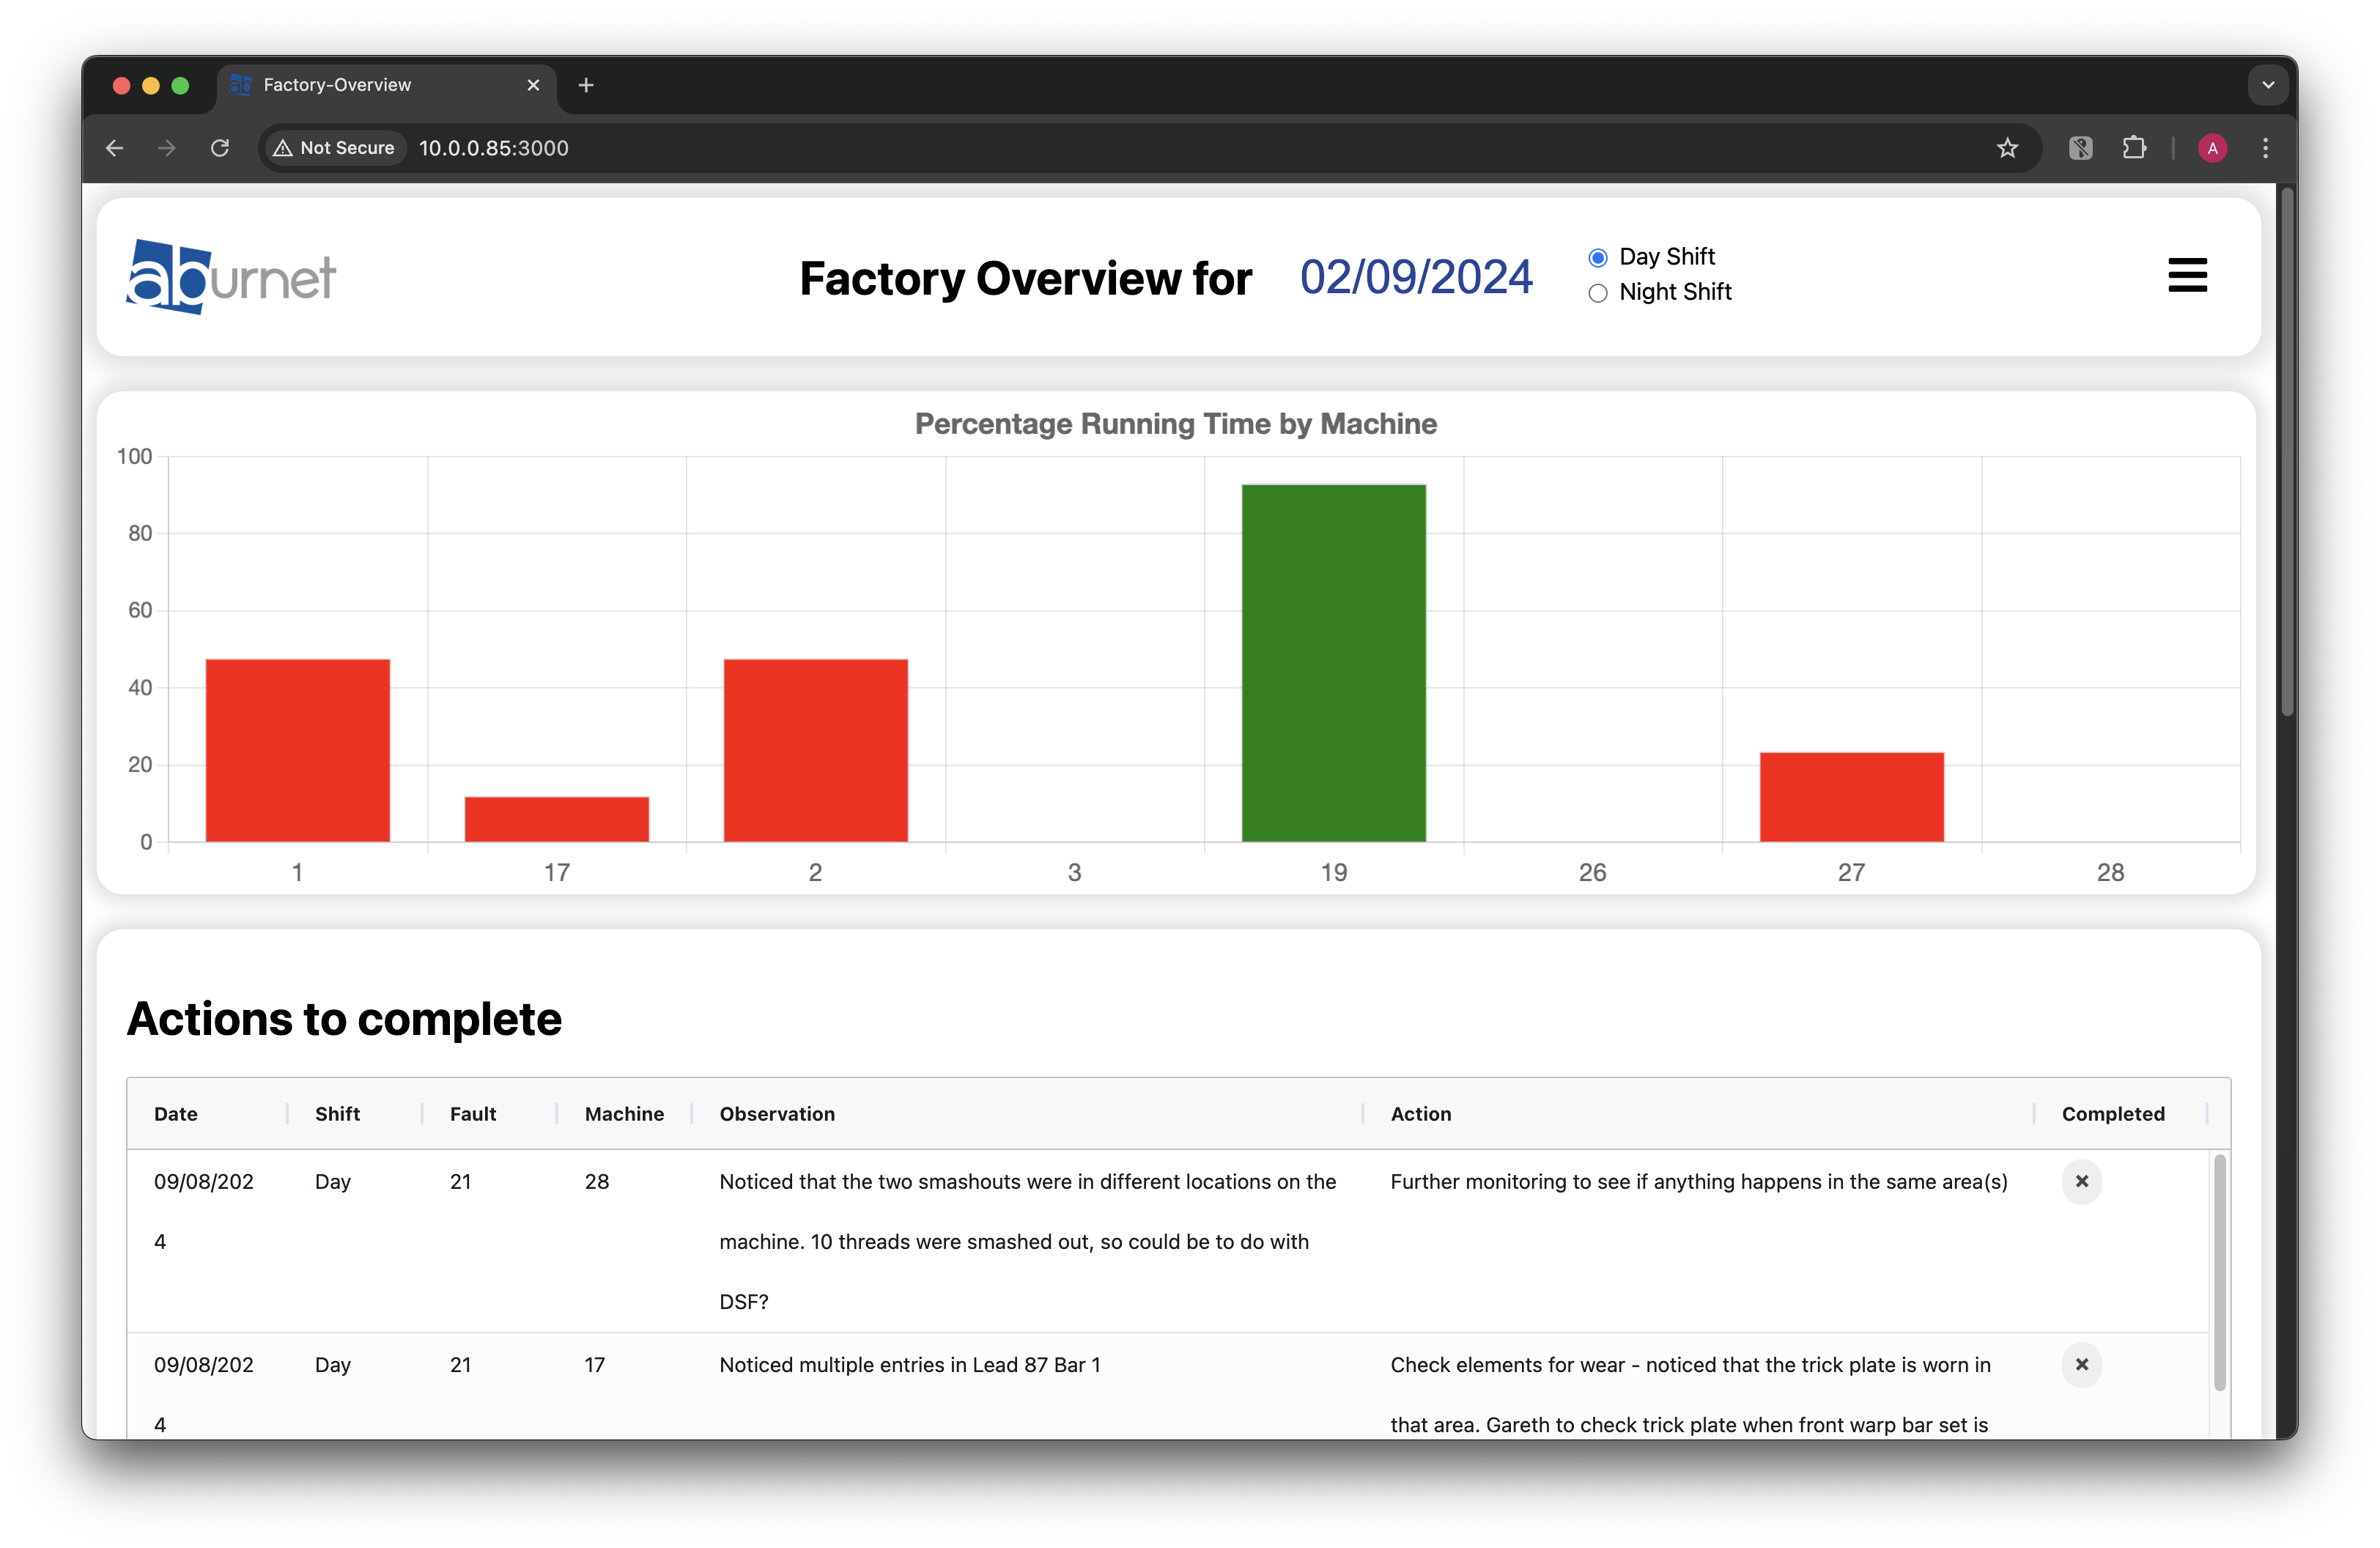 Factory-Overview
Not Secure 10.0.0.85:3000
A
aburnet
Factory Overview for 02/09/2024
Day Shift
Night Shift
Percentage Running Time by Machine
100
80
60
40
20
0
1 17 2 3 19 26 27 28
Actions to complete
Date Shift Fault Machine Observation Action Completed
09/08/202 Day 21 28 Noticed that the two smashouts were in different locations on the Further monitoring to see if anything happens in the same area(s)
4 machine. 10 threads were smashed out, so could be to do with
DSF?
09/08/202 Day 21 17 Noticed multiple entries in Lead 87 Bar 1 Check elements for wear - noticed that the trick plate is worn in
4 that area. Gareth to check trick plate when front warp bar set is